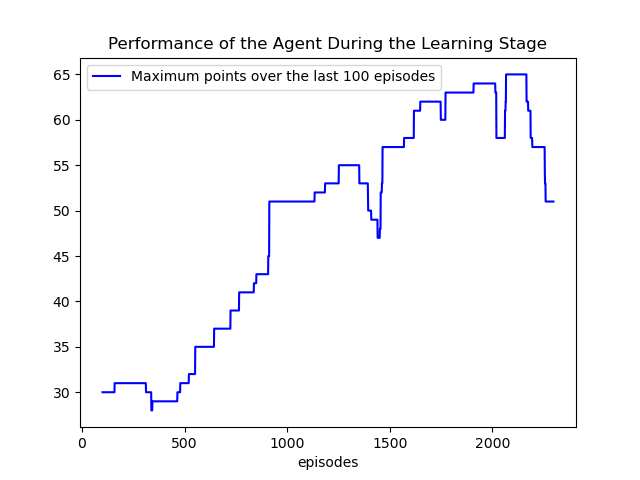 Performance of the Agent During the Learning Stage
Maximum points over the last 100 episodes
65
60
55
50
45
40
35
30
0 500 1000 1500 2000
episodes